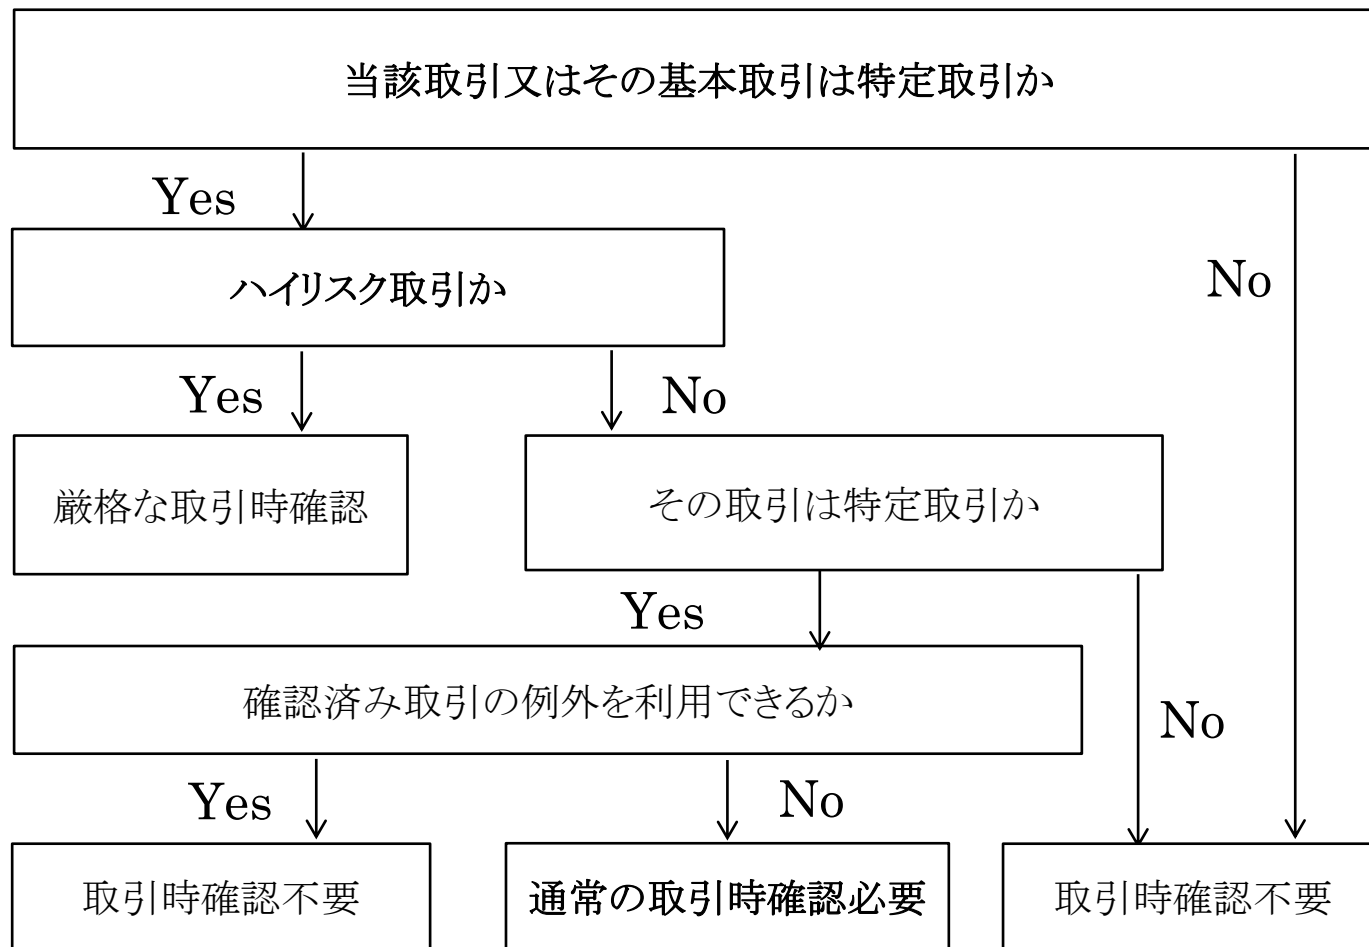 当該取引又はその基本取引は特定取引か
Yes
No
ハイリスク取引か
Yes
No
厳格な取引時確認
その取引は特定取引か
Yes
No
確認済み取引の例外を利用できるか
Yes
No
取引時確認不要
通常の取引時確認必要
取引時確認不要